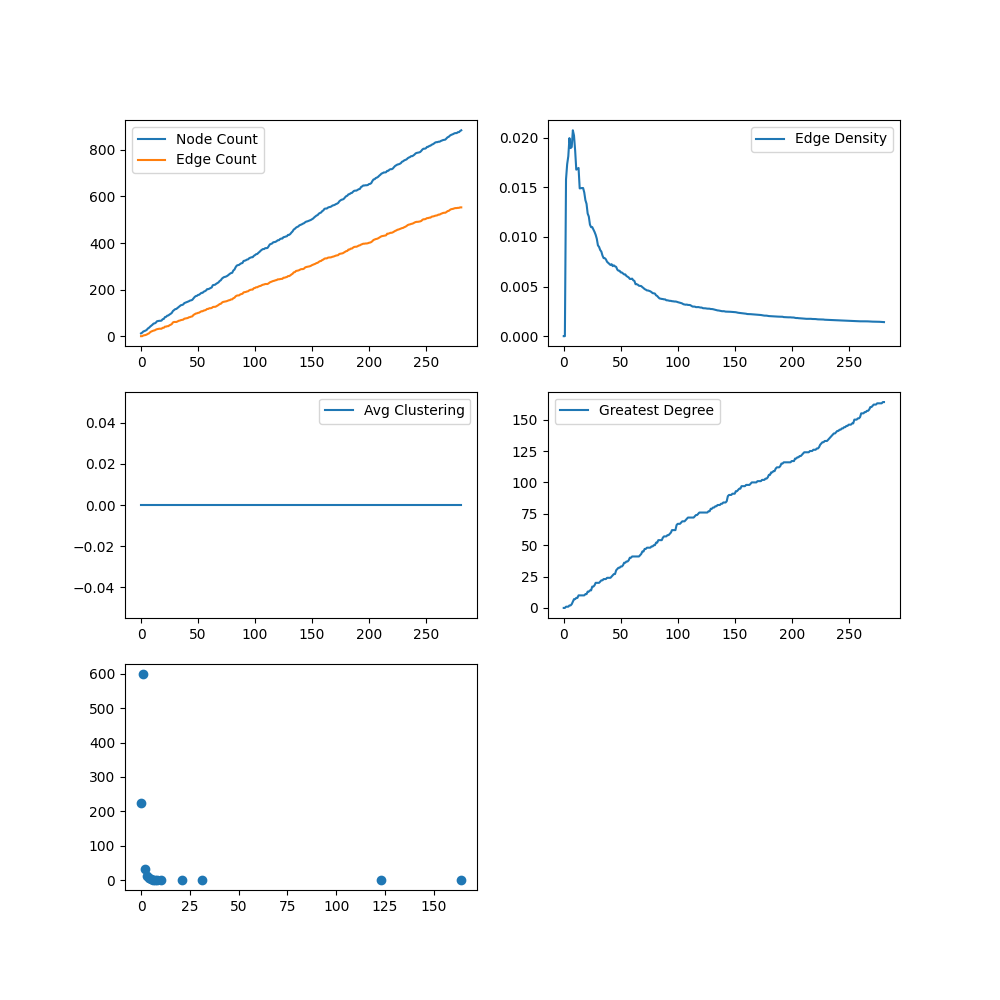 Node Count
Edge Count
800
600
400
200
0
0 50 100 150 200 250
Edge Density
0.020
0.015
0.010
0.005
0.000
0 50 100 150 200 250
Avg Clustering
0.04
0.02
0.00
−0.02
−0.04
0 50 100 150 200 250
Greatest Degree
150
125
100
75
50
25
0
0 50 100 150 200 250
600
500
400
300
200
100
0
0 25 50 75 100 125 150